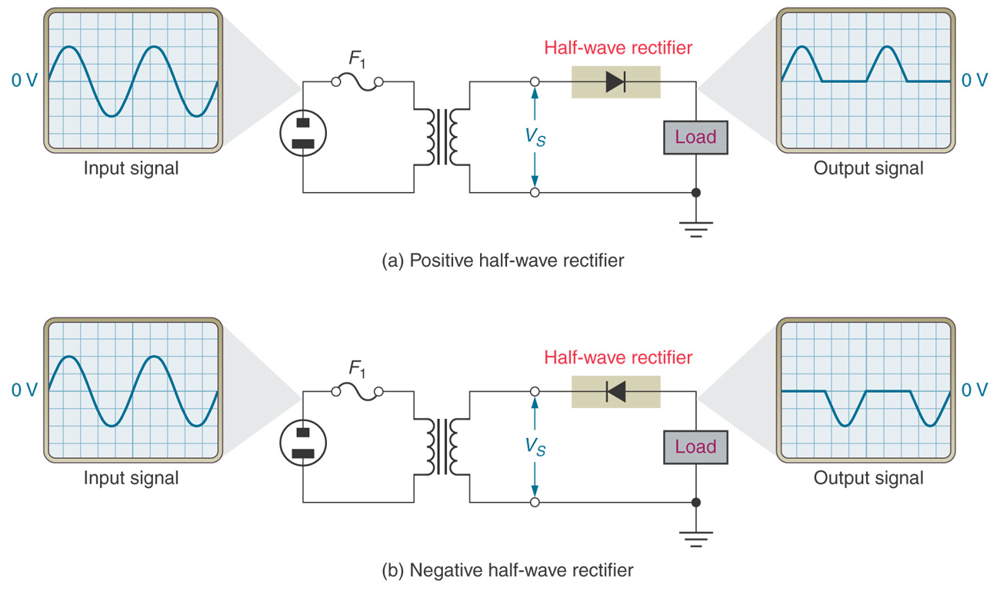 Half-wave rectifier
F1
0 V
0 V
VS
Load
Input signal
Output signal
(a) Positive half-wave rectifier
Half-wave rectifier
F1
0 V
0 V
VS
Load
Input signal
Output signal
(b) Negative half-wave rectifier